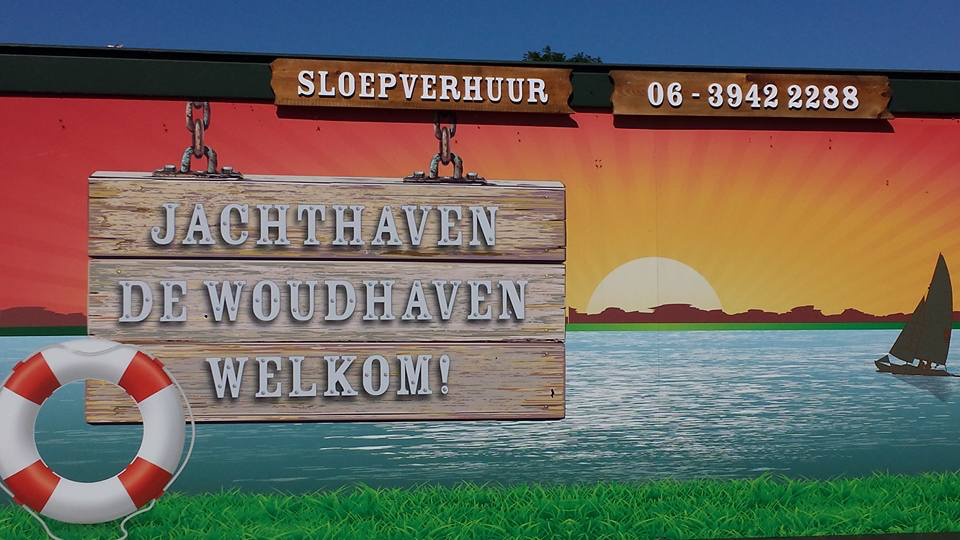 SLOEPVERHUUR
06 - 3942 2288
JACHTHAVEN
DE WOUDHAVEN
WELKOM!